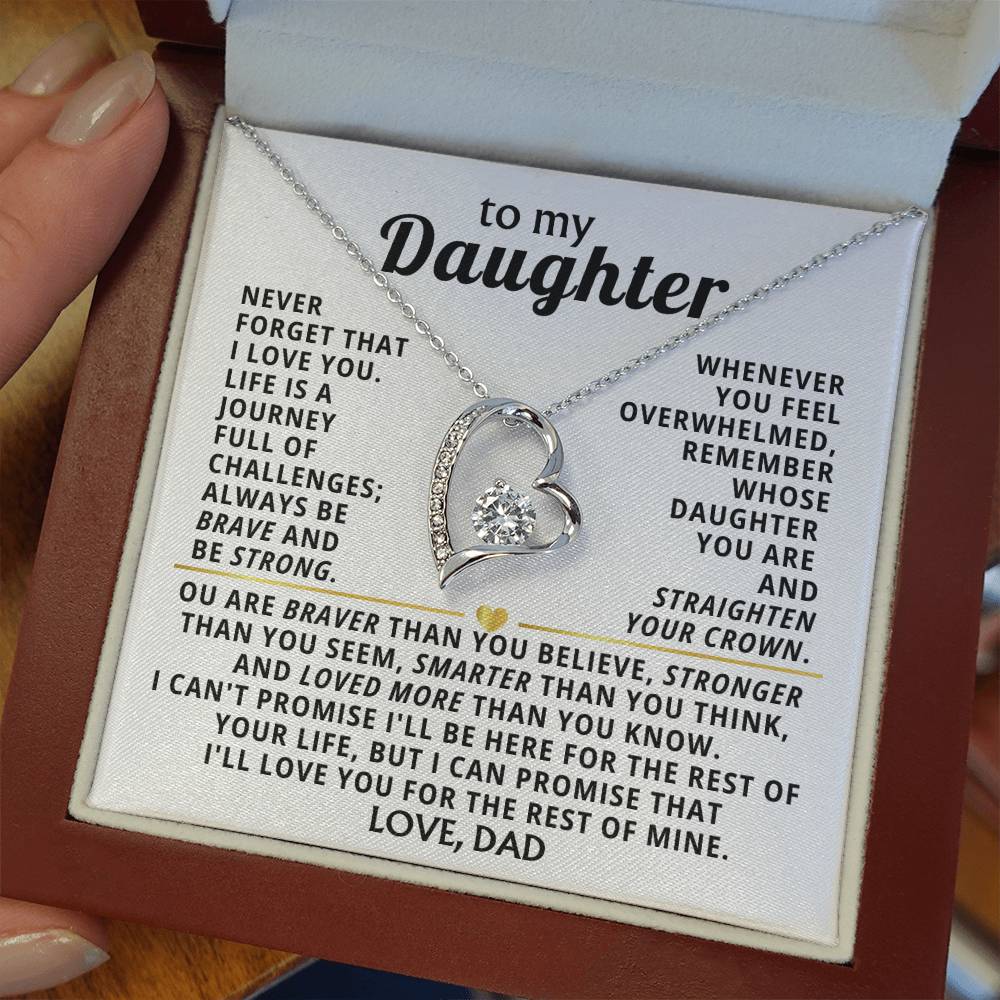 to my
Daughter
NEVER
FORGET THAT
I LOVE YOU.
LIFE IS A
JOURNEY
FULL OF
CHALLENGES;
ALWAYS BE
BRAVE AND
BE STRONG.
WHENEVER
YOU FEEL
OVERWHELMED,
REMEMBER
WHOSE
DAUGHTER
YOU ARE
AND
STRAIGHTEN
YOUR CROWN.
OU ARE BRAVER THAN YOU BELIEVE, STRONGER
THAN YOU SEEM, SMARTER THAN YOU THINK,
AND LOVED MORE THAN YOU KNOW.
I CAN'T PROMISE I'LL BE HERE FOR THE REST OF
YOUR LIFE, BUT I CAN PROMISE THAT
I'LL LOVE YOU FOR THE REST OF MINE.
LOVE, DAD